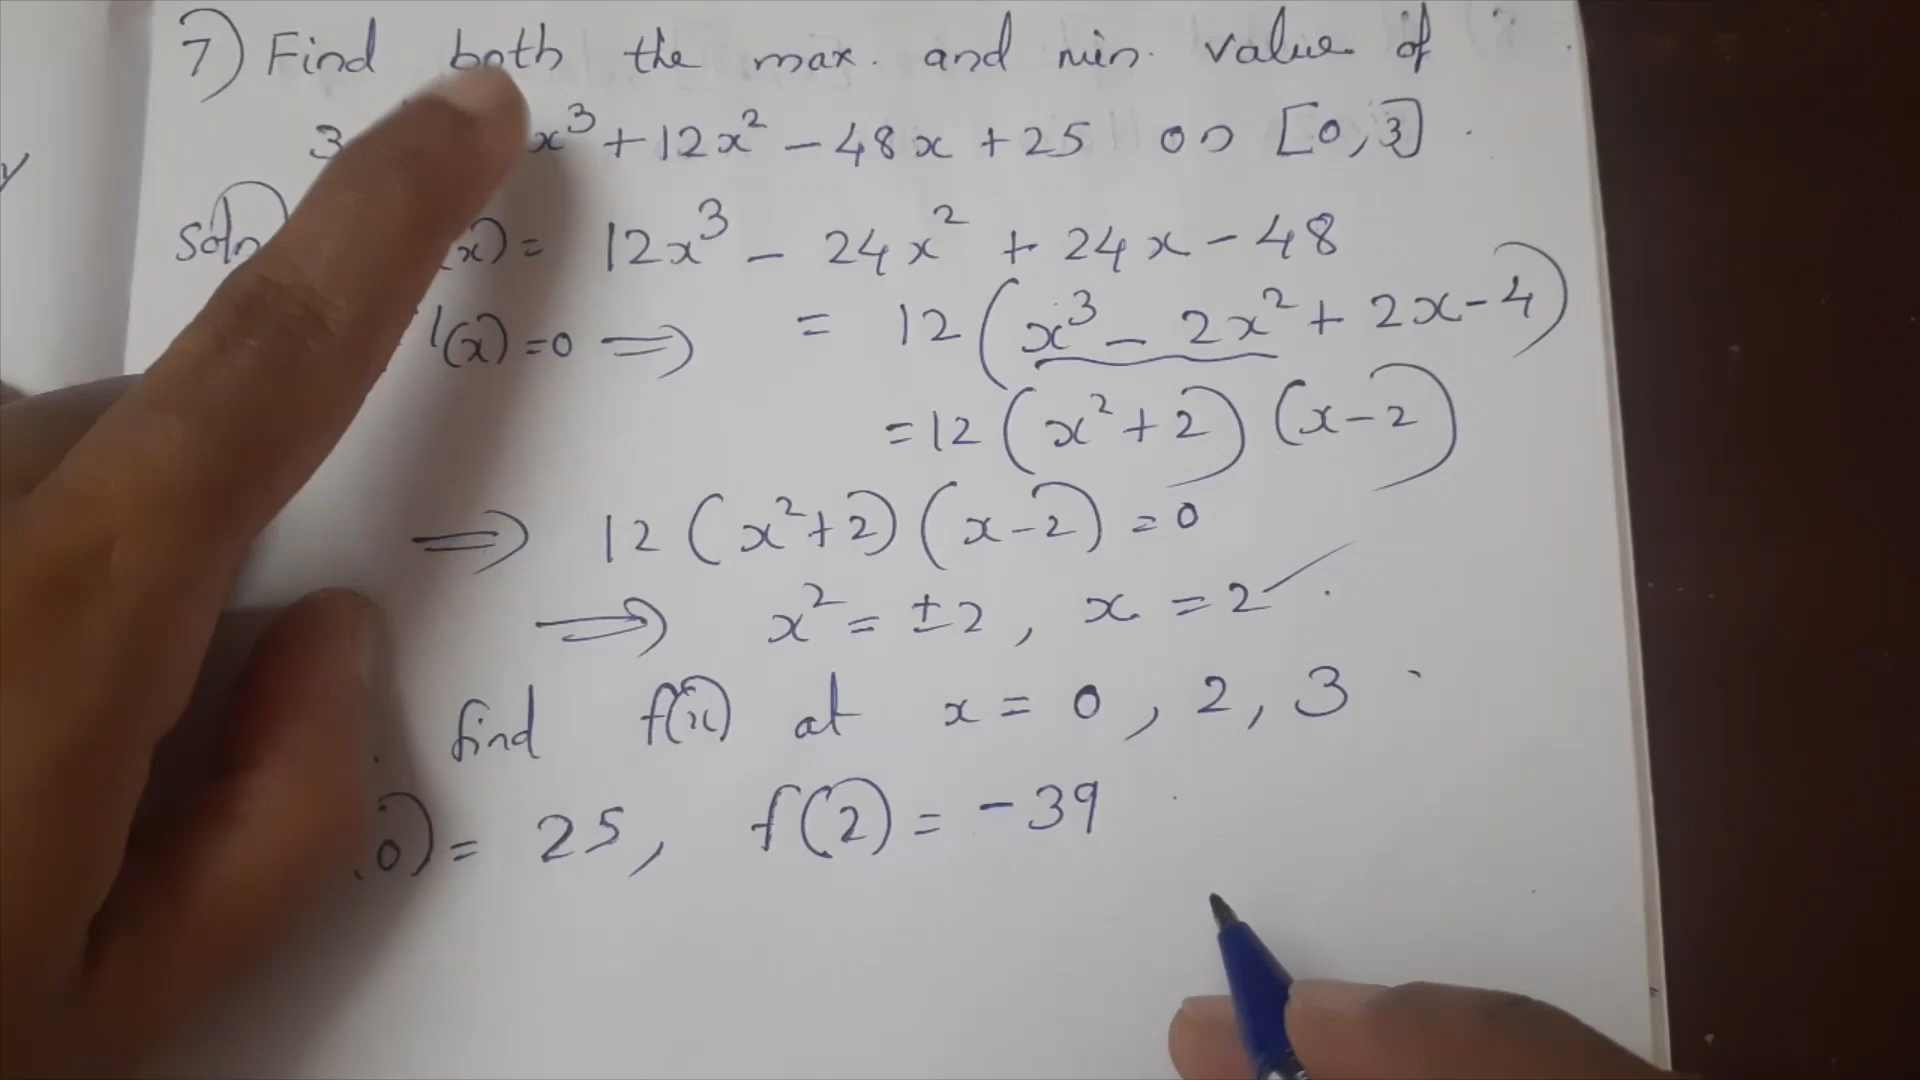 7) Find both the max. and min. value of
3 x³ + 12x² - 48x + 25 on [0,3].
Soln (x) = 12x³ - 24x² + 24x - 48
'(x) = 0 ⟹ = 12(x³ - 2x² + 2x - 4)
= 12(x² + 2)(x - 2)
⟹ 12(x² + 2)(x - 2) = 0
⟹ x² = ±2, x = 2 ✓.
find f(x) at x = 0, 2, 3.
0) = 25, f(2) = -39